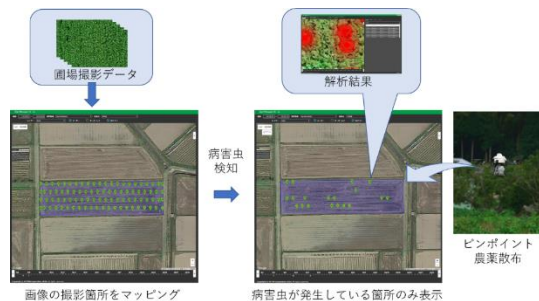 圃場撮影データ
解析結果
病害虫
検知
ピンポイント
農薬散布
画像の撮影箇所をマッピング
病害虫が発生している箇所のみ表示